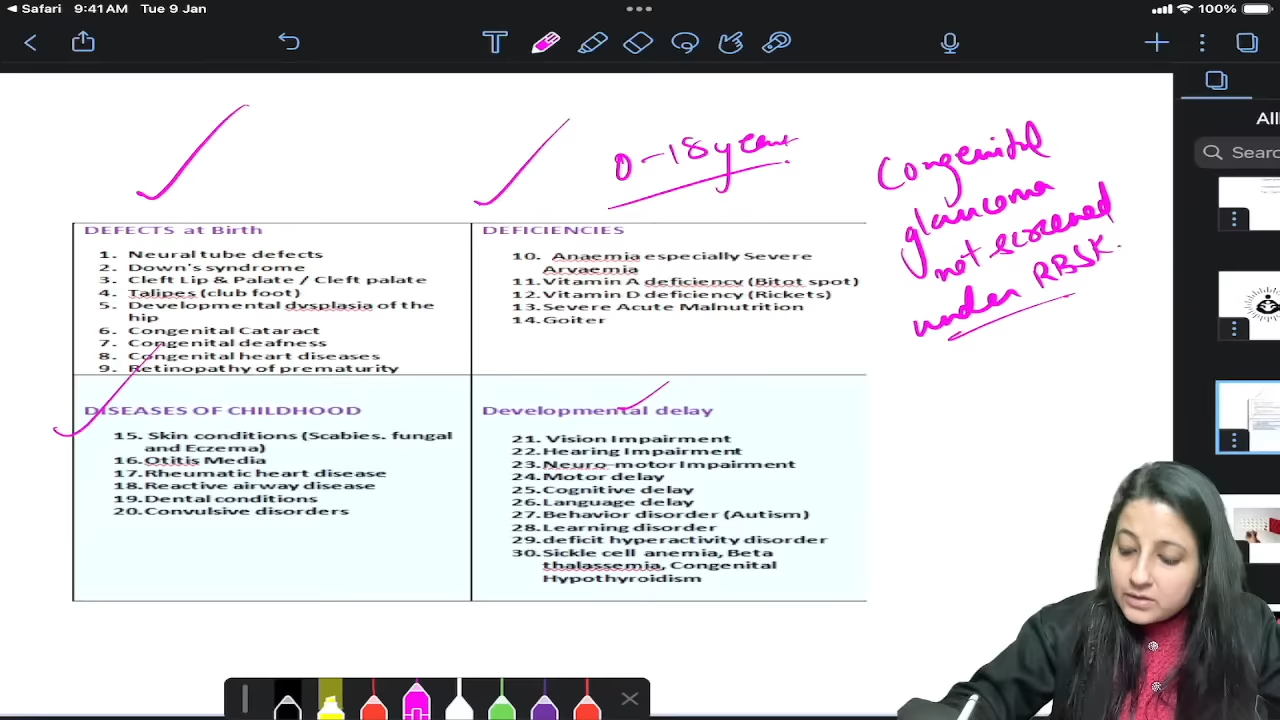 Safari 9:41 AM Tue 9 Jan
100%
T
All
Searc
0-18 years
Congenital
glaucoma
not screened
under RBSK.
DEFECTS at Birth
1. Neural tube defects
2. Down's syndrome
3. Cleft Lip & Palate / Cleft palate
4. Talipes (club foot)
5. Developmental dvsplasia of the
hip
6. Congenital Cataract
7. Congenital deafness
8. Congenital heart diseases
9. Retinopathy of prematurity
DEFICIENCIES
10. Anaemia especially Severe
Arvaemia
11. Vitamin A deficiency (Bitot spot)
12. Vitamin D deficiency (Rickets)
13. Severe Acute Malnutrition
14. Goiter
DISEASES OF CHILDHOOD
15. Skin conditions (Scabies. fungal
and Eczema)
16. Otitis Media
17. Rheumatic heart disease
18. Reactive airway disease
19. Dental conditions
20. Convulsive disorders
Developmental delay
21. Vision Impairment
22. Hearing Impairment
23. Neuro-motor Impairment
24. Motor delay
25. Cognitive delay
26. Language delay
27. Behavior disorder (Autism)
28. Learning disorder
29. deficit hyperactivity disorder
30. Sickle cell anemia, Beta
thalassemia, Congenital
Hypothyroidism